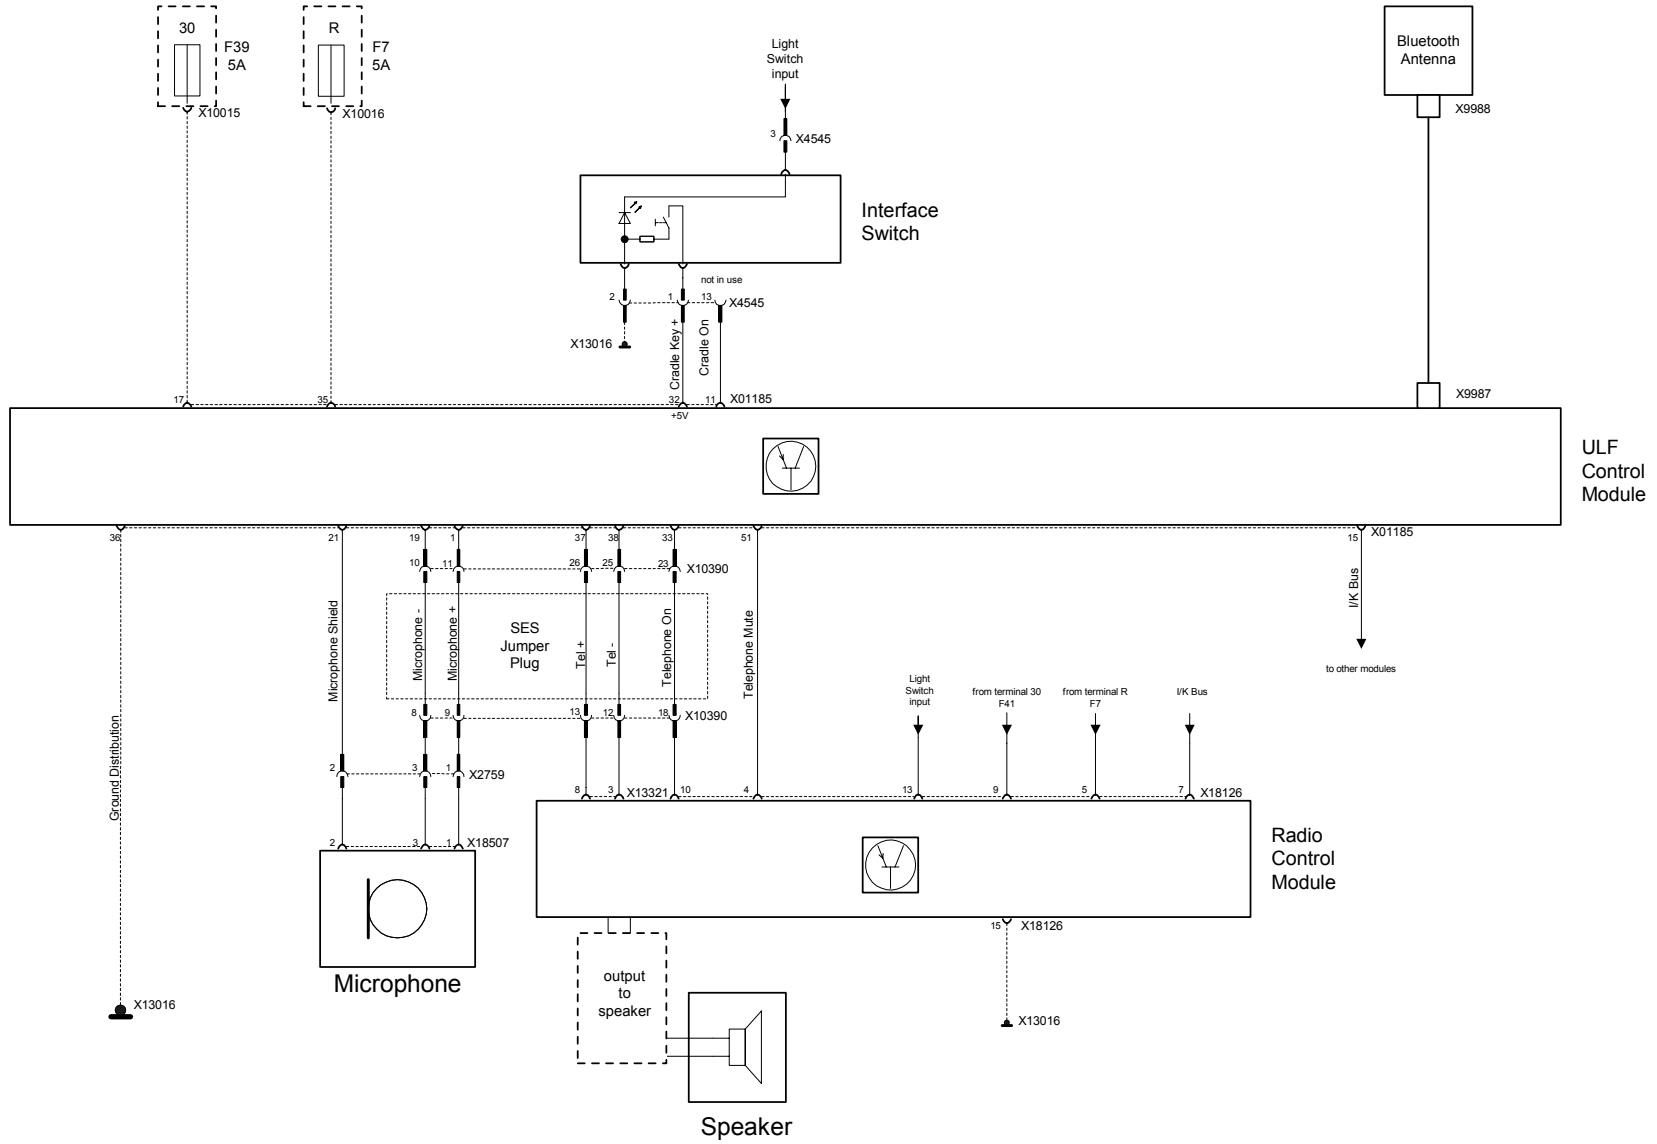 30
F39
5A
X10015
R
F7
5A
X10016
Light
Switch
input
3
X4545
Bluetooth
Antenna
X9988
Interface
Switch
not in use
2
1
13
X4545
X13016
Cradle Key +
Cradle On
17
35
32
11
X01185
+5V
X9987
ULF
Control
Module
36
21
19
1
37
38
33
51
15
X01185
10
11
26
25
23
X10390
Ground Distribution
Microphone Shield
Microphone -
Microphone +
SES
Jumper
Plug
Tel +
Tel -
Telephone On
Telephone Mute
I/K Bus
to other modules
8
9
13
12
18
X10390
Light
Switch
input
from terminal 30
F41
from terminal R
F7
I/K Bus
2
3
1
X2759
8
3
X13321
10
4
13
9
5
7
X18126
2
3
1
X18507
Radio
Control
Module
Microphone
15
X18126
output
to
speaker
X13016
X13016
Speaker